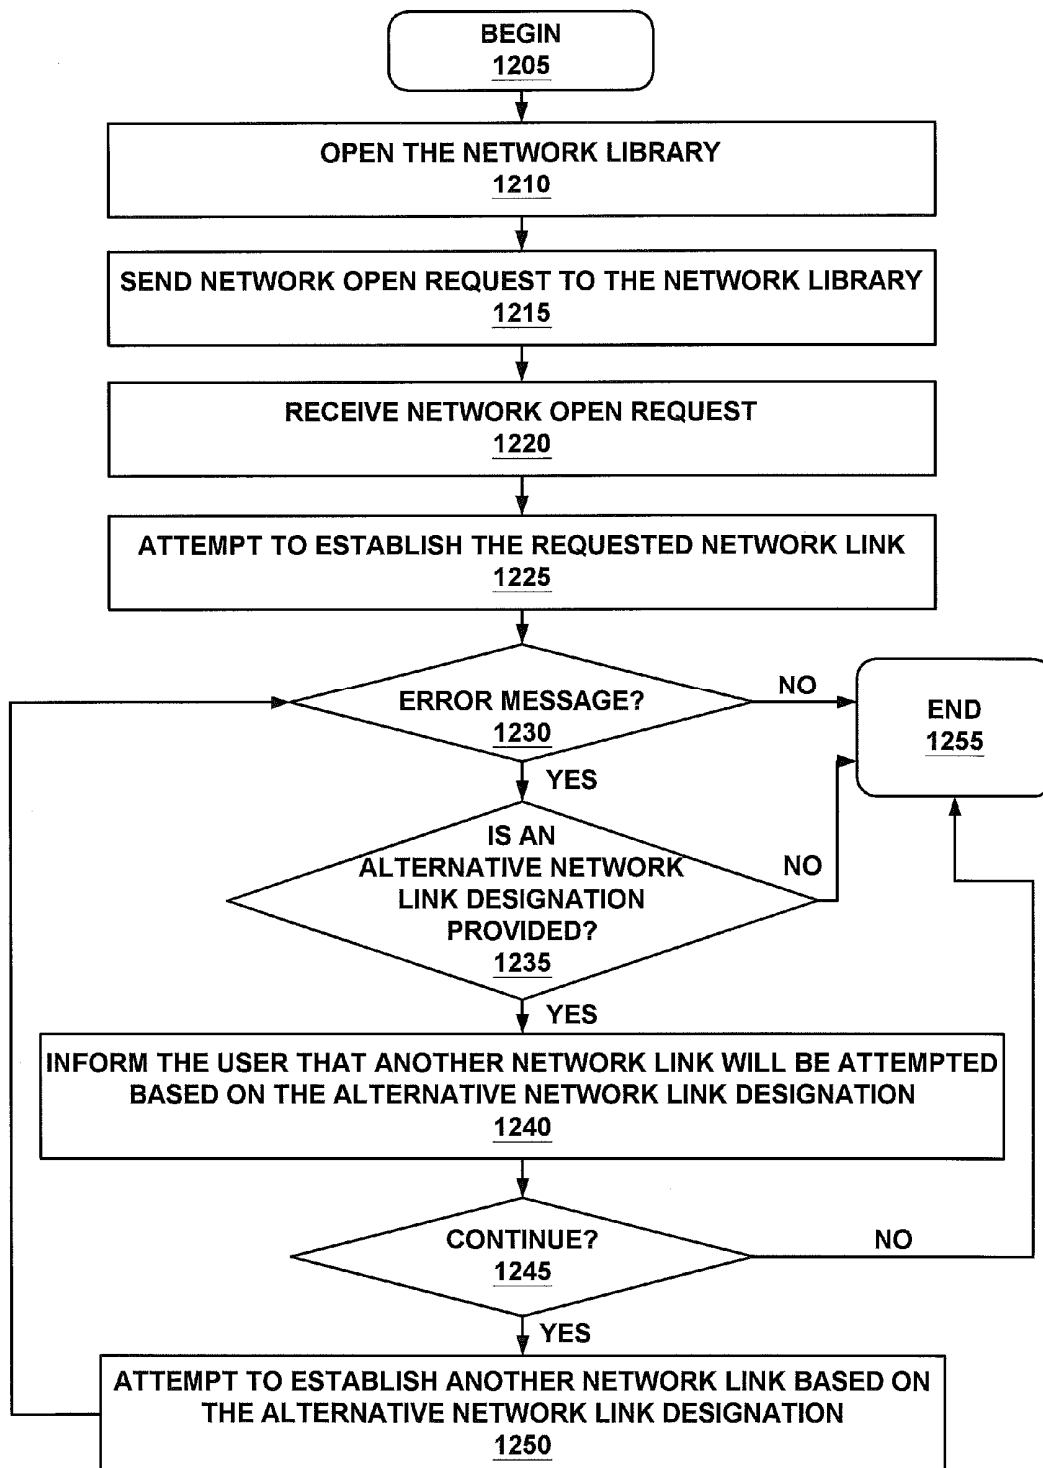 BEGIN
1205
OPEN THE NETWORK LIBRARY
1210
SEND NETWORK OPEN REQUEST TO THE NETWORK LIBRARY
1215
RECEIVE NETWORK OPEN REQUEST
1220
ATTEMPT TO ESTABLISH THE REQUESTED NETWORK LINK
1225
ERROR MESSAGE?
1230
NO
END
1255
YES
IS AN
ALTERNATIVE NETWORK
LINK DESIGNATION
PROVIDED?
1235
NO
YES
INFORM THE USER THAT ANOTHER NETWORK LINK WILL BE ATTEMPTED
BASED ON THE ALTERNATIVE NETWORK LINK DESIGNATION
1240
CONTINUE?
1245
NO
YES
ATTEMPT TO ESTABLISH ANOTHER NETWORK LINK BASED ON
THE ALTERNATIVE NETWORK LINK DESIGNATION
1250